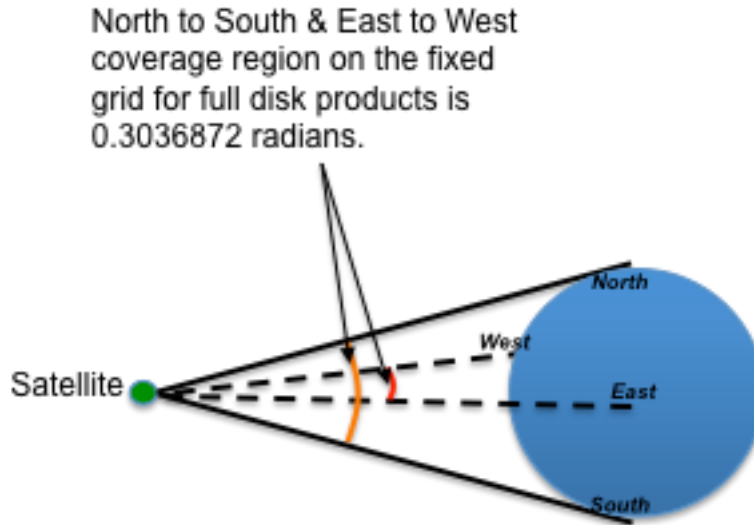 North to South & East to West
coverage region on the fixed
grid for full disk products is
0.3036872 radians.
North
West
Satellite
East
South